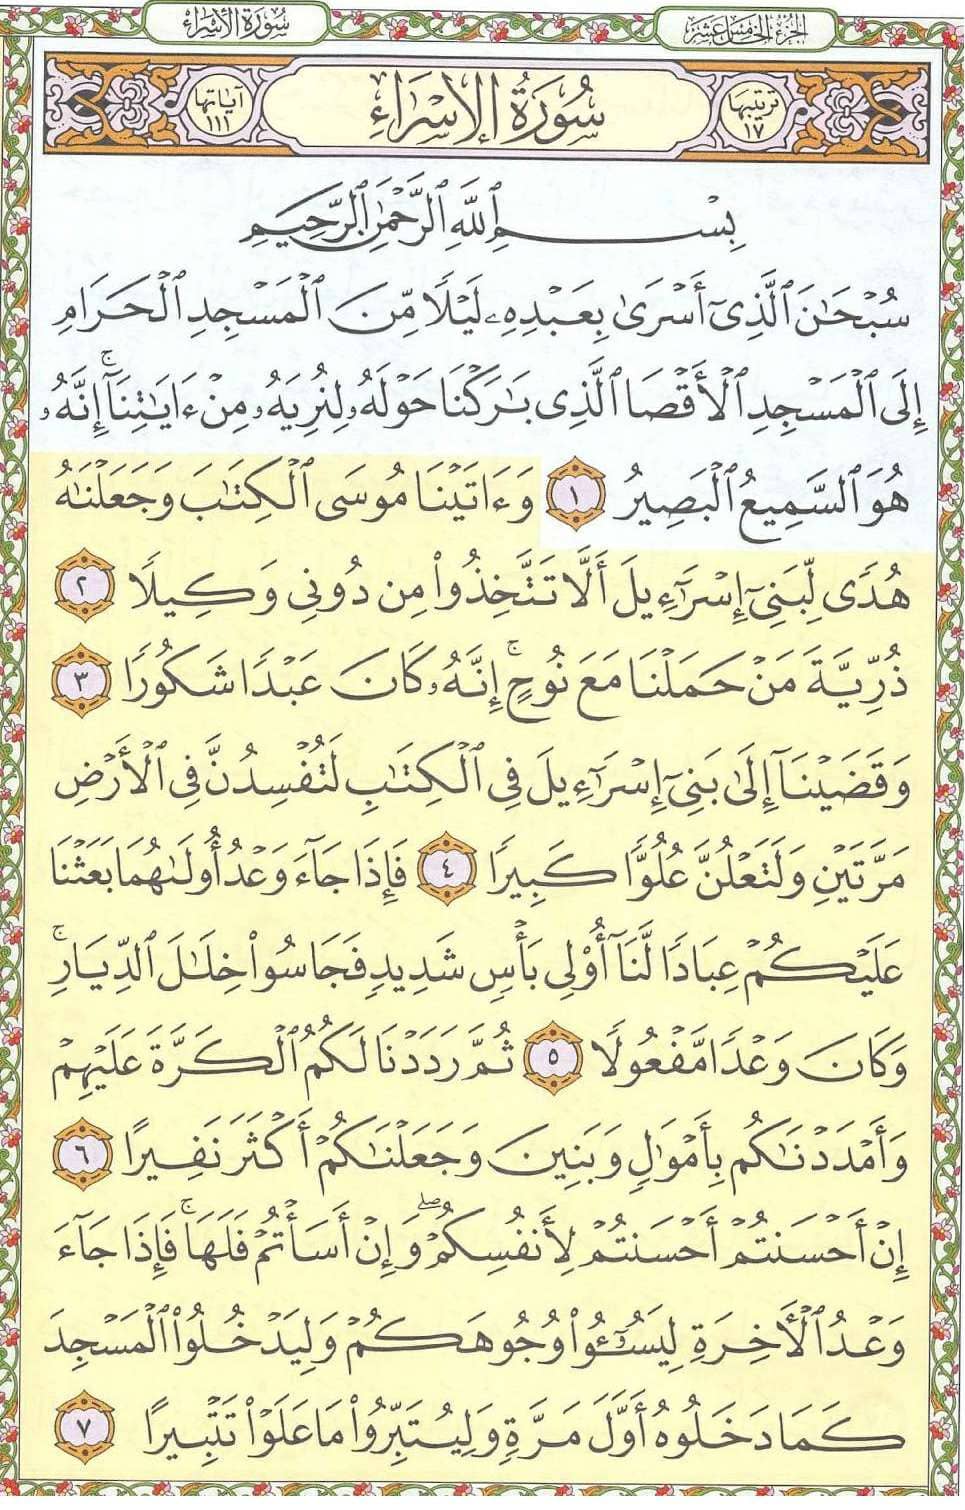 الجزء الخامس عشر
سورة الإسراء
ترتيبها ١٧
سُورَةُ الإِسْرَاءِ
آياتها ١١١
بِسْمِ ٱللَّهِ ٱلرَّحْمَٰنِ ٱلرَّحِيمِ
سُبْحَٰنَ ٱلَّذِىٓ أَسْرَىٰ بِعَبْدِهِۦ لَيْلًا مِّنَ ٱلْمَسْجِدِ ٱلْحَرَامِ
إِلَى ٱلْمَسْجِدِ ٱلْأَقْصَا ٱلَّذِى بَٰرَكْنَا حَوْلَهُۥ لِنُرِيَهُۥ مِنْ ءَايَٰتِنَآ ۚ إِنَّهُۥ
هُوَ ٱلسَّمِيعُ ٱلْبَصِيرُ ١ وَءَاتَيْنَا مُوسَى ٱلْكِتَٰبَ وَجَعَلْنَٰهُ
هُدًى لِّبَنِىٓ إِسْرَٰٓءِيلَ أَلَّا تَتَّخِذُوا۟ مِن دُونِى وَكِيلًا ٢
ذُرِّيَّةَ مَنْ حَمَلْنَا مَعَ نُوحٍ ۚ إِنَّهُۥ كَانَ عَبْدًا شَكُورًا ٣
وَقَضَيْنَآ إِلَىٰ بَنِىٓ إِسْرَٰٓءِيلَ فِى ٱلْكِتَٰبِ لَتُفْسِدُنَّ فِى ٱلْأَرْضِ
مَرَّتَيْنِ وَلَتَعْلُنَّ عُلُوًّا كَبِيرًا ٤ فَإِذَا جَآءَ وَعْدُ أُولَىٰهُمَا بَعَثْنَا
عَلَيْكُمْ عِبَادًا لَّنَآ أُو۟لِى بَأْسٍ شَدِيدٍ فَجَاسُوا۟ خِلَٰلَ ٱلدِّيَارِ ۚ
وَكَانَ وَعْدًا مَّفْعُولًا ٥ ثُمَّ رَدَدْنَا لَكُمُ ٱلْكَرَّةَ عَلَيْهِمْ
وَأَمْدَدْنَٰكُم بِأَمْوَٰلٍ وَبَنِينَ وَجَعَلْنَٰكُمْ أَكْثَرَ نَفِيرًا ٦
إِنْ أَحْسَنتُمْ أَحْسَنتُمْ لِأَنفُسِكُمْ ۖ وَإِنْ أَسَأْتُمْ فَلَهَا ۚ فَإِذَا جَآءَ
وَعْدُ ٱلْأَخِرَةِ لِيَسُۥٓـُٔوا۟ وُجُوهَكُمْ وَلِيَدْخُلُوا۟ ٱلْمَسْجِدَ
كَمَا دَخَلُوهُ أَوَّلَ مَرَّةٍ وَلِيُتَبِّرُوا۟ مَا عَلَوْا۟ تَتْبِيرًا ٧